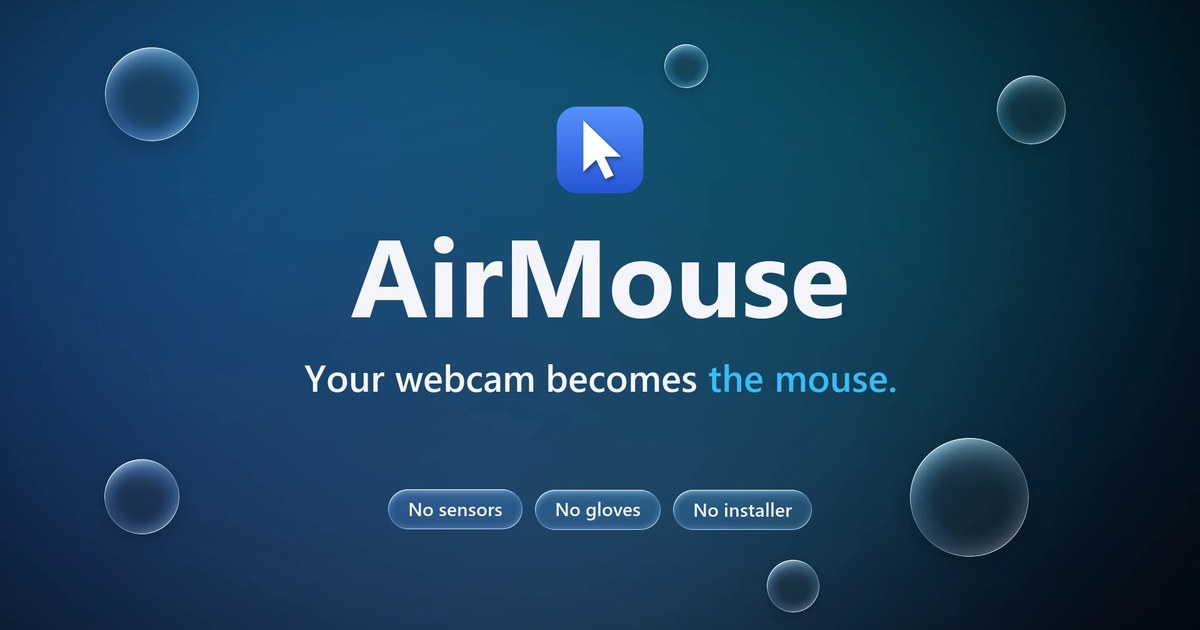 AirMouse
Your webcam becomes the mouse.
No sensors
No gloves
No installer